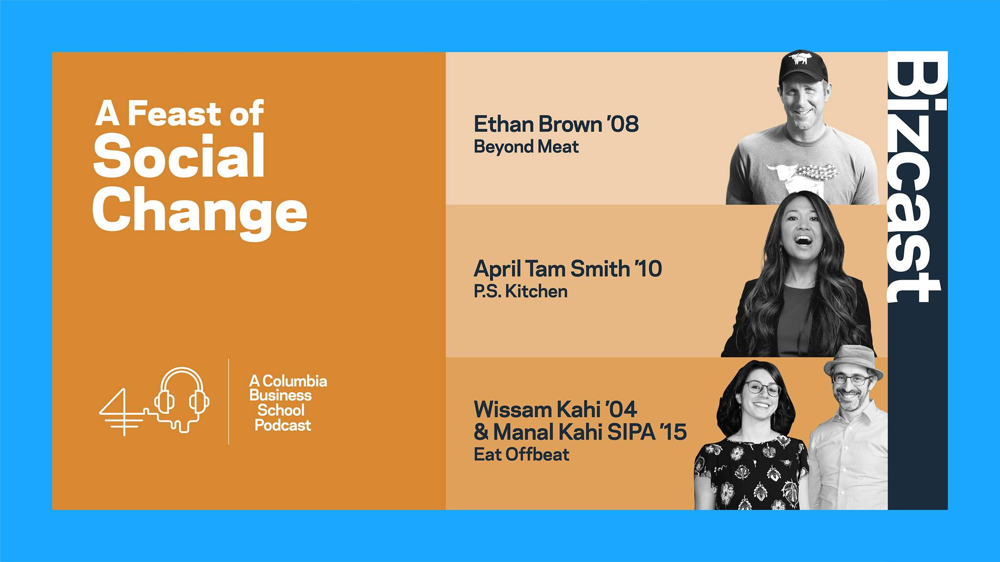 A Feast of
Social
Change
A Columbia
Business
School
Podcast
Ethan Brown ’08
Beyond Meat
April Tam Smith ’10
P.S. Kitchen
Wissam Kahi ’04
& Manal Kahi SIPA ’15
Eat Offbeat
Bizcast